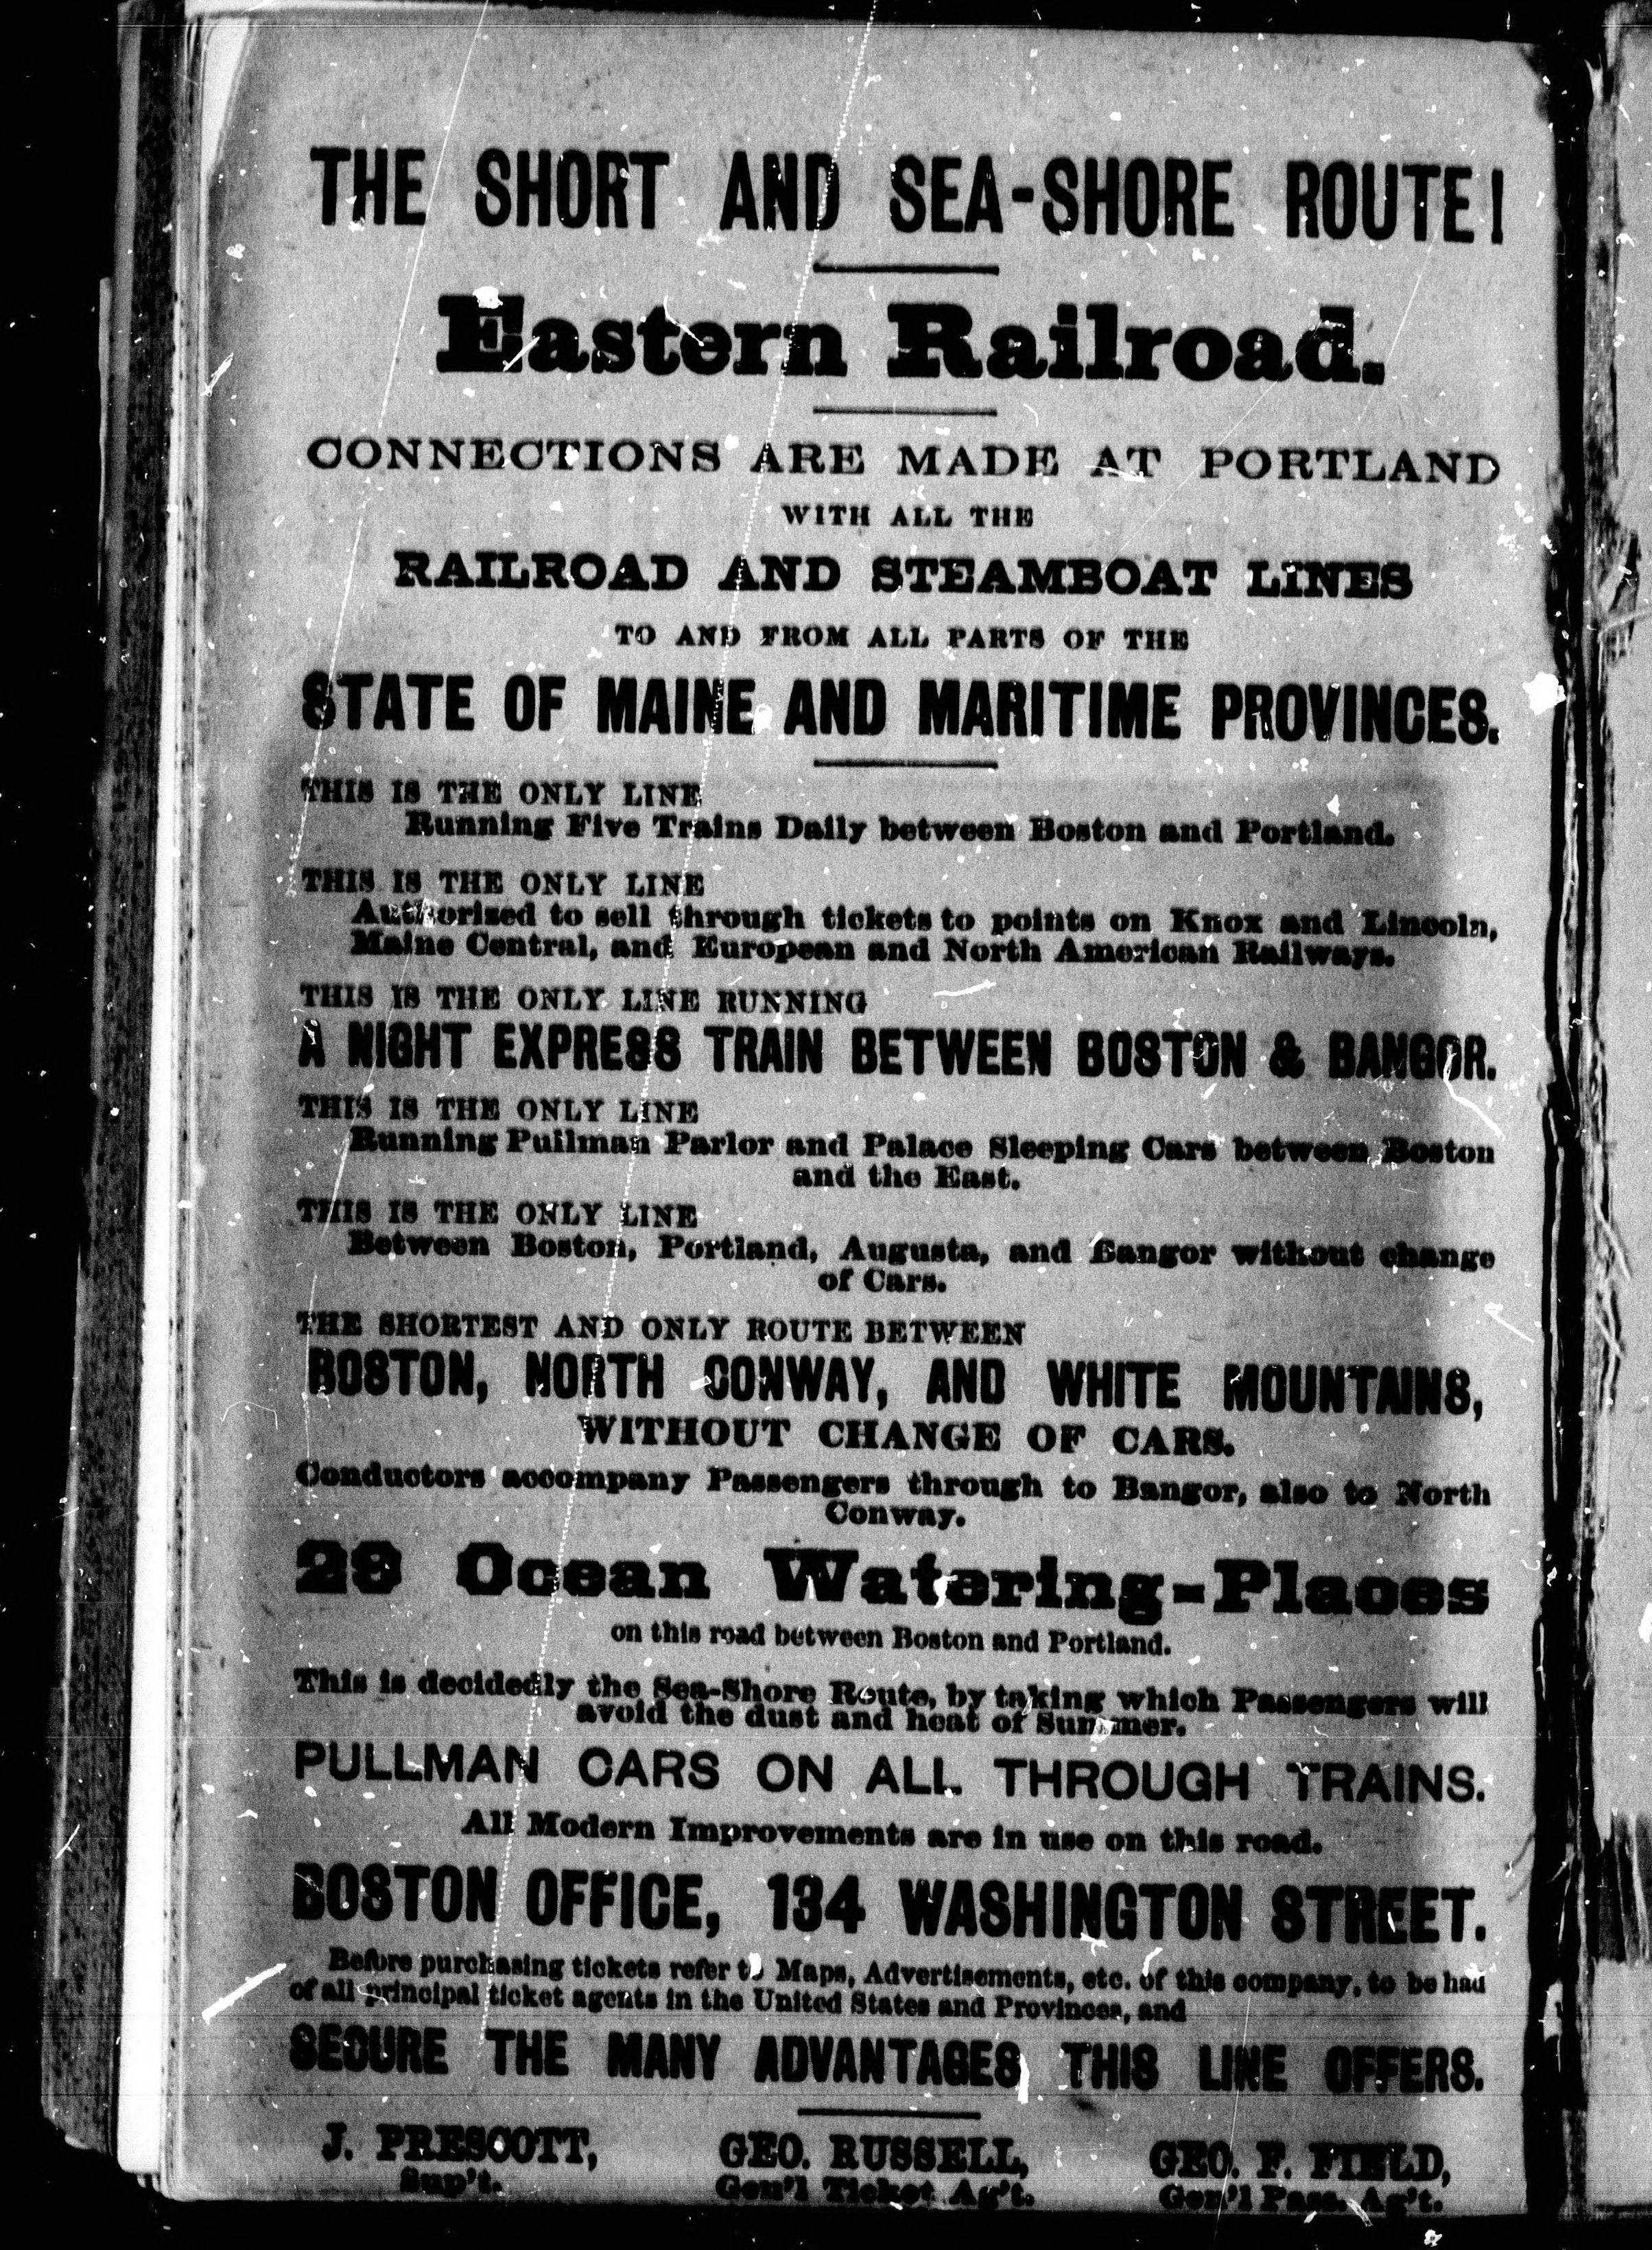 THE SHORT AND SEA-SHORE ROUTE!
Eastern Railroad.
CONNECTIONS ARE MADE AT PORTLAND
WITH ALL THE
RAILROAD AND STEAMBOAT LINES
TO AND FROM ALL PARTS OF THE
STATE OF MAINE AND MARITIME PROVINCES.
THIS IS THE ONLY LINE
Running Five Trains Daily between Boston and Portland.
THIS IS THE ONLY LINE
Authorized to sell through tickets to points on Knox and Lincoln,
Maine Central, and European and North American Railways.
THIS IS THE ONLY LINE RUNNING
A NIGHT EXPRESS TRAIN BETWEEN BOSTON & BANGOR.
THIS IS THE ONLY LINE
Running Pullman Parlor and Palace Sleeping Cars between Boston
and the East.
THIS IS THE ONLY LINE
Between Boston, Portland, Augusta, and Bangor without change
of Cars.
THE SHORTEST AND ONLY ROUTE BETWEEN
BOSTON, NORTH CONWAY, AND WHITE MOUNTAINS,
WITHOUT CHANGE OF CARS.
Conductors accompany Passengers through to Bangor, also to North
Conway.
29 Ocean Watering-Places
on this road between Boston and Portland.
This is decidedly the Sea-Shore Route, by taking which Passengers will
avoid the dust and heat of Summer.
PULLMAN CARS ON ALL THROUGH TRAINS.
All Modern Improvements are in use on this road.
BOSTON OFFICE, 134 WASHINGTON STREET.
Before purchasing tickets refer to Maps, Advertisements, etc. of this company, to be had
of all principal ticket agents in the United States and Provinces, and
SECURE THE MANY ADVANTAGES THIS LINE OFFERS.
J. PRESCOTT, GEO. RUSSELL, GEO. F. FIELD,
Sup't. Gen'l Ticket Ag't. Gen'l Pass. Ag't.